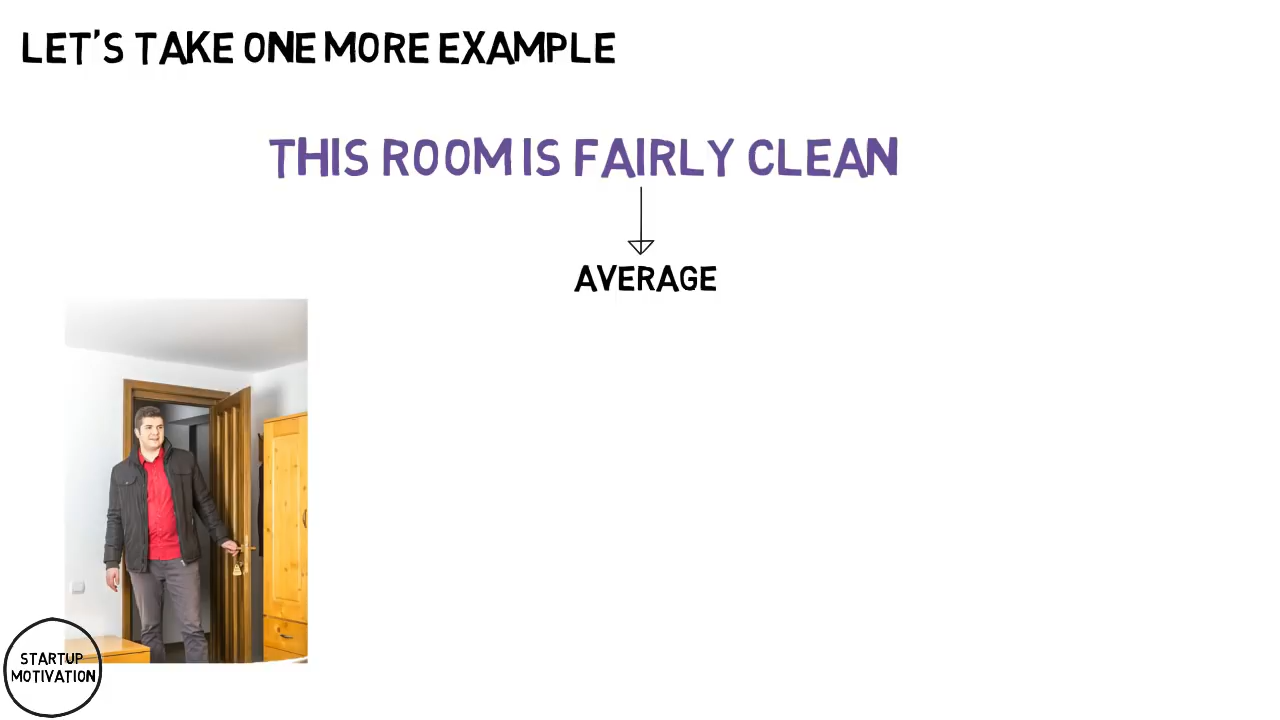 LET'S TAKE ONE MORE EXAMPLE
THIS ROOM IS FAIRLY CLEAN
AVERAGE
STARTUP
MOTIVATION